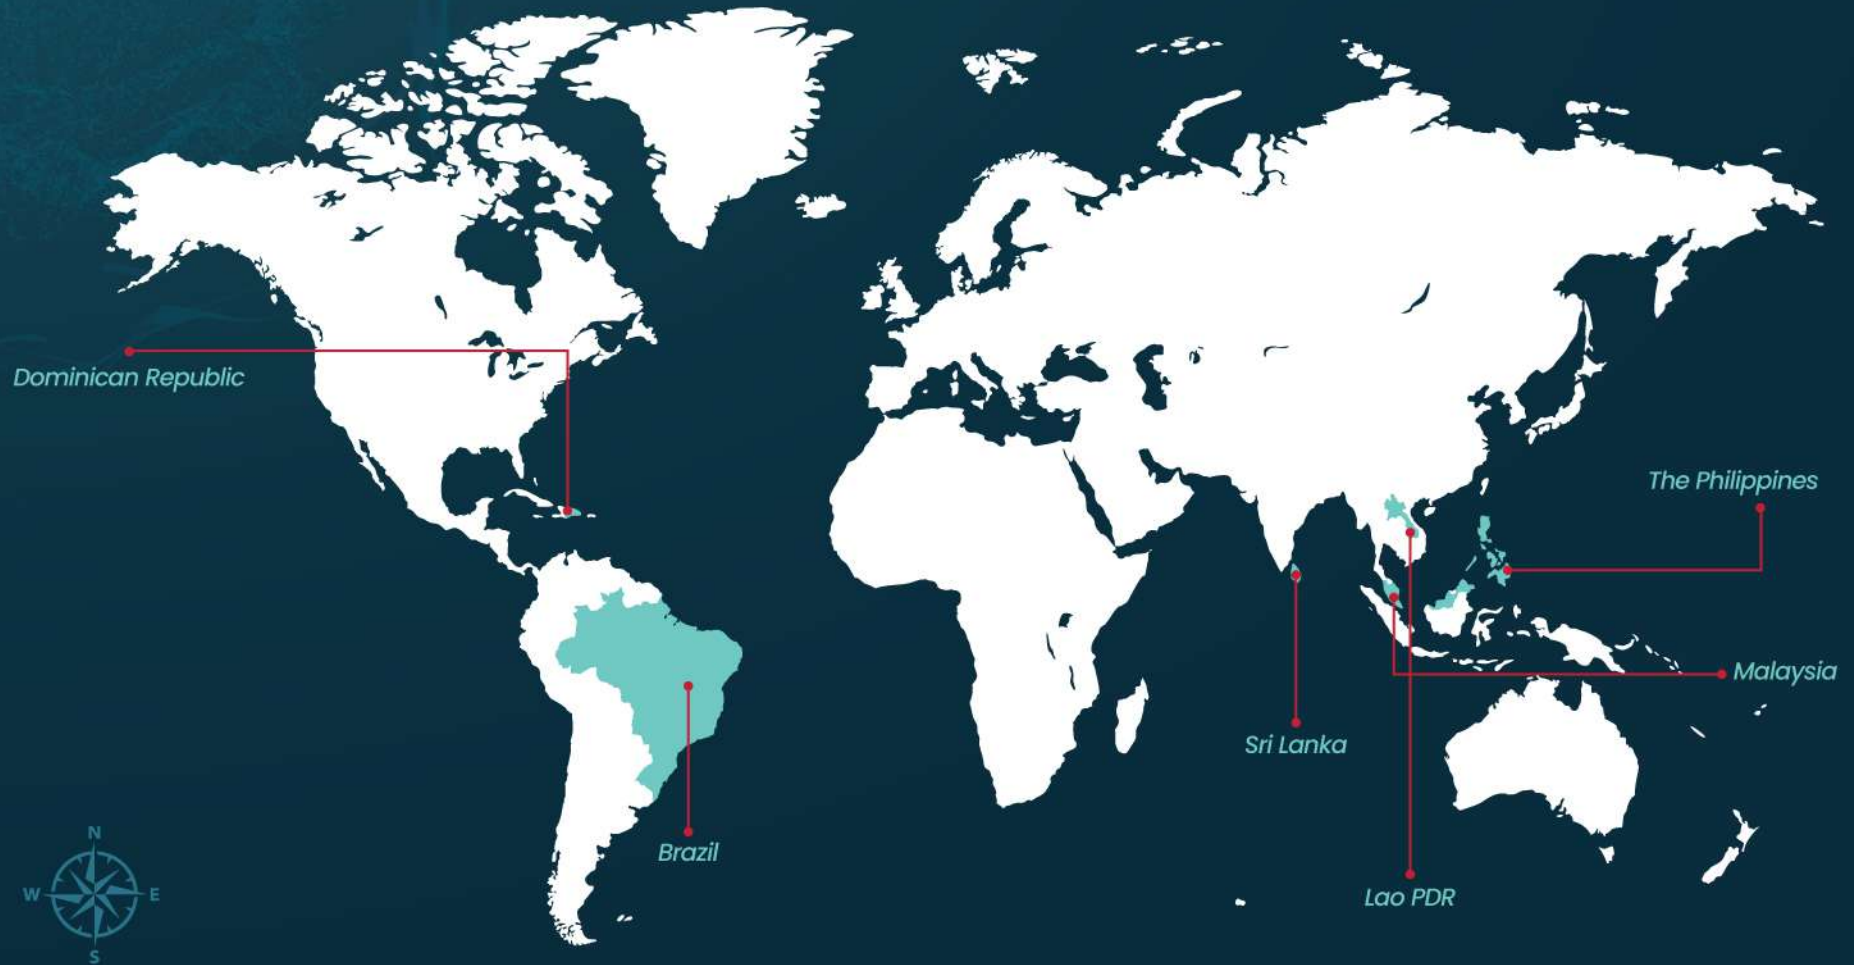 Dominican Republic
The Philippines
Malaysia
Sri Lanka
Brazil
Lao PDR
N
W
E
S